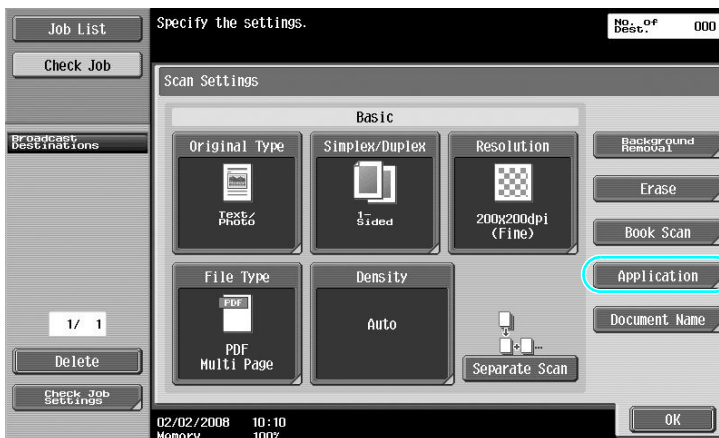 Job List
Check Job
Broadcast
Destinations
1/ 1
Delete
Check Job
Settings
Specify the settings.
No. of
Dest.
000
Scan Settings
Basic
Original Type
Text/
Photo
Simplex/Duplex
1-
Sided
Resolution
200x200dpi
(Fine)
File Type
PDF
PDF
Multi Page
Density
Auto
Separate Scan
Background
Removal
Erase
Book Scan
Application
Document Name
02/02/2008 10:10
Memory 100%
OK